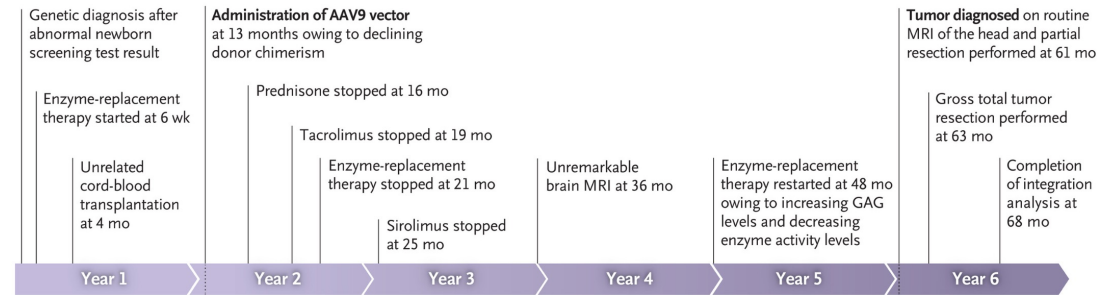 Genetic diagnosis after
abnormal newborn
screening test result
Enzyme-replacement
therapy started at 6 wk
Unrelated
cord-blood
transplantation
at 4 mo
Administration of AAV9 vector
at 13 months owing to declining
donor chimerism
Prednisone stopped at 16 mo
Tacrolimus stopped at 19 mo
Enzyme-replacement
therapy stopped at 21 mo
Sirolimus stopped
at 25 mo
Unremarkable
brain MRI at 36 mo
Enzyme-replacement
therapy restarted at 48 mo
owing to increasing GAG
levels and decreasing
enzyme activity levels
Tumor diagnosed on routine
MRI of the head and partial
resection performed at 61 mo
Gross total tumor
resection performed
at 63 mo
Completion
of integration
analysis at
68 mo
Year 1
Year 2
Year 3
Year 4
Year 5
Year 6